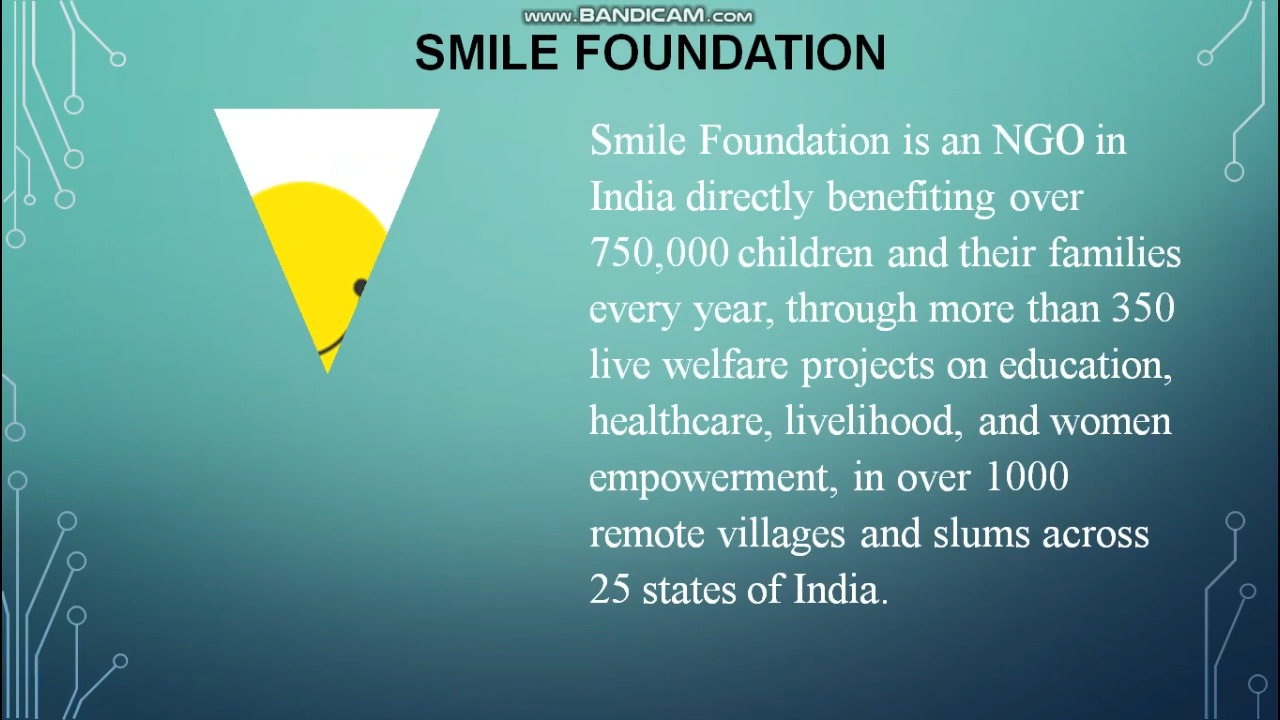 www.BANDICAM.com
SMILE FOUNDATION
Smile Foundation is an NGO in
India directly benefiting over
750,000 children and their families
every year, through more than 350
live welfare projects on education,
healthcare, livelihood, and women
empowerment, in over 1000
remote villages and slums across
25 states of India.